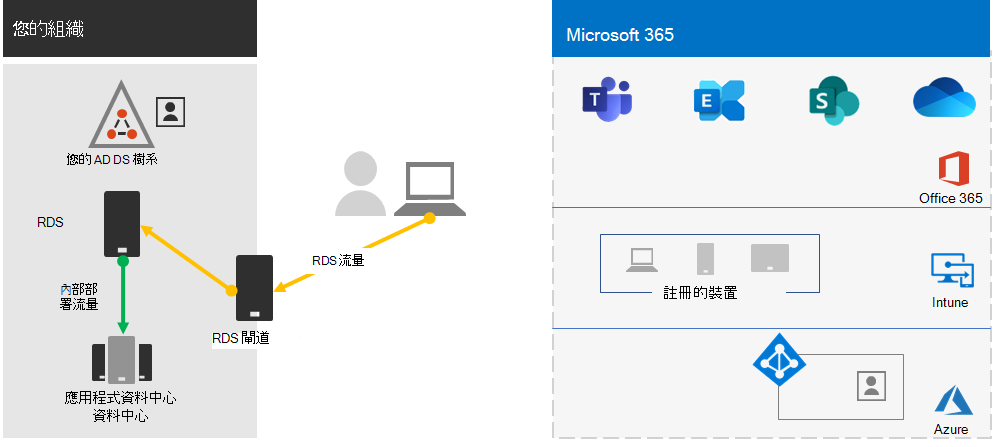 您的組織
您的 AD DS 樹系
RDS
內部部
署流量
應用程式資料中心
資料中心
RDS 閘道
RDS 流量
Microsoft 365
T
E
S
Office 365
註冊的裝置
Intune
Azure